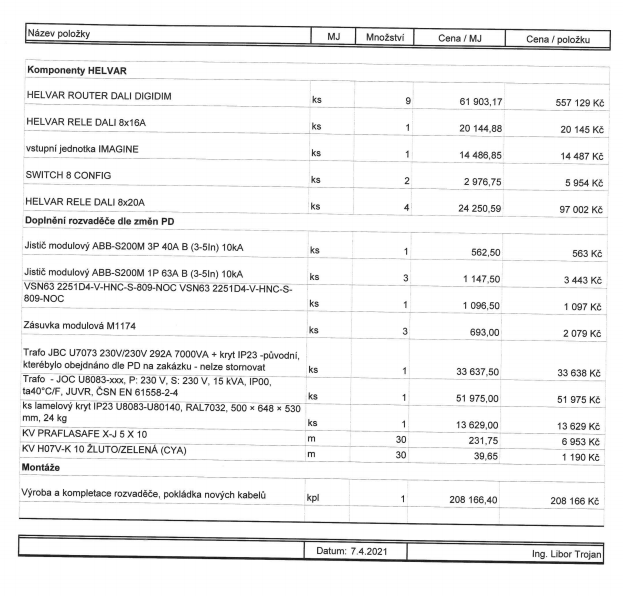 Název položky MJ Množství Cena / MJ Cena / položku
Komponenty HELVAR
HELVAR ROUTER DALI DIGIDIM ks 9 61 903,17 557 129 Kč
HELVAR RELE DALI 8x16A ks 1 20 144,88 20 145 Kč
vstupní jednotka IMAGINE ks 1 14 486,85 14 487 Kč
SWITCH 8 CONFIG ks 2 2 976,75 5 954 Kč
HELVAR RELE DALI 8x20A ks 4 24 250,59 97 002 Kč
Doplnění rozvaděče dle změn PD
Jistič modulový ABB-S200M 3P 40A B (3-5In) 10kA ks 1 562,50 563 Kč
Jistič modulový ABB-S200M 1P 63A B (3-5In) 10kA ks 3 1 147,50 3 443 Kč
VSN63 2251D4-V-HNC-S-809-NOC VSN63 2251D4-V-HNC-S-
809-NOC ks 1 1 096,50 1 097 Kč
Zásuvka modulová M1174 ks 3 693,00 2 079 Kč
Trafo JBC U7073 230V/230V 292A 7000VA + kryt IP23 -původní,
kterébylo objednáno dle PD na zakázku - nelze stornovat ks 1 33 637,50 33 638 Kč
Trafo - JOC U8083-xxx, P: 230 V, S: 230 V, 15 kVA, IP00,
ta40°C/F, JUVR, ČSN EN 61558-2-4 ks 1 51 975,00 51 975 Kč
ks lamelový kryt IP23 U8083-U80140, RAL7032, 500 × 648 × 530
mm, 24 kg ks 1 13 629,00 13 629 Kč
KV PRAFLASAFE X-J 5 X 10 m 30 231,75 6 953 Kč
KV H07V-K 10 ŽLUTO/ZELENÁ (CYA) m 30 39,65 1 190 Kč
Montáže
Výroba a kompletace rozvaděče, pokládka nových kabelů kpl 1 208 166,40 208 166 Kč
Datum: 7.4.2021 Ing. Libor Trojan